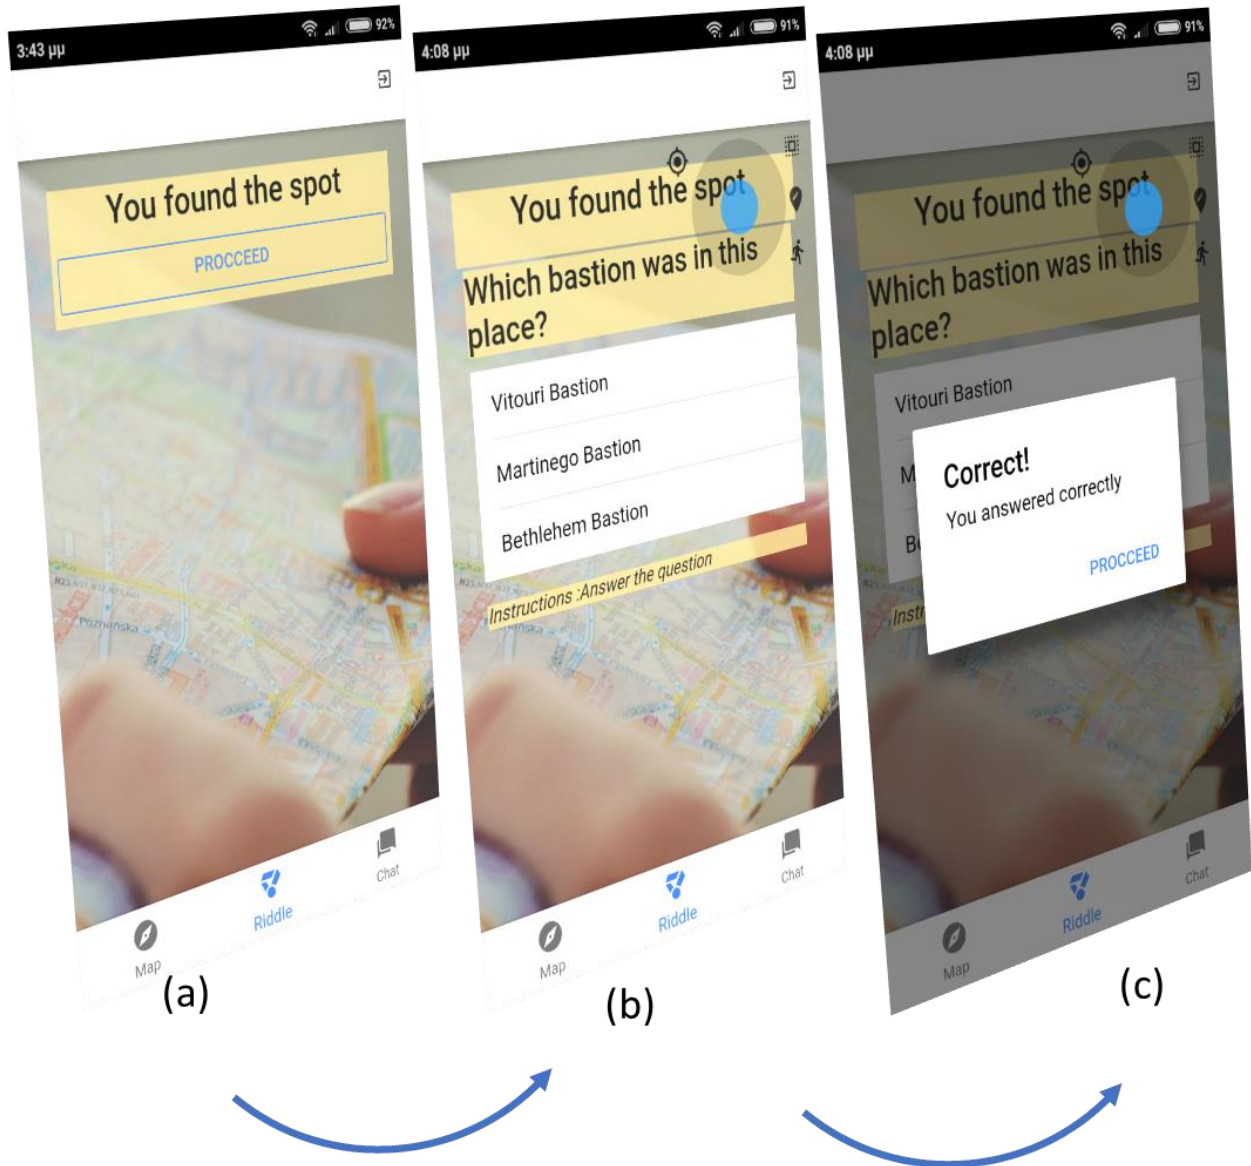 3:43 μμ
92%
You found the spot
PROCCEED
Poznańska
Map
Riddle
Chat
(a)
4:08 μμ
91%
You found the spot
Which bastion was in this
place?
Vitouri Bastion
Martinego Bastion
Bethlehem Bastion
Instructions :Answer the question
Map
Riddle
Chat
(b)
4:08 μμ
91%
You found the spot
Which bastion was in this
place?
Vitouri Bastion
M
Be
Instr
Correct!
You answered correctly
PROCCEED
Map
Riddle
Chat
(c)